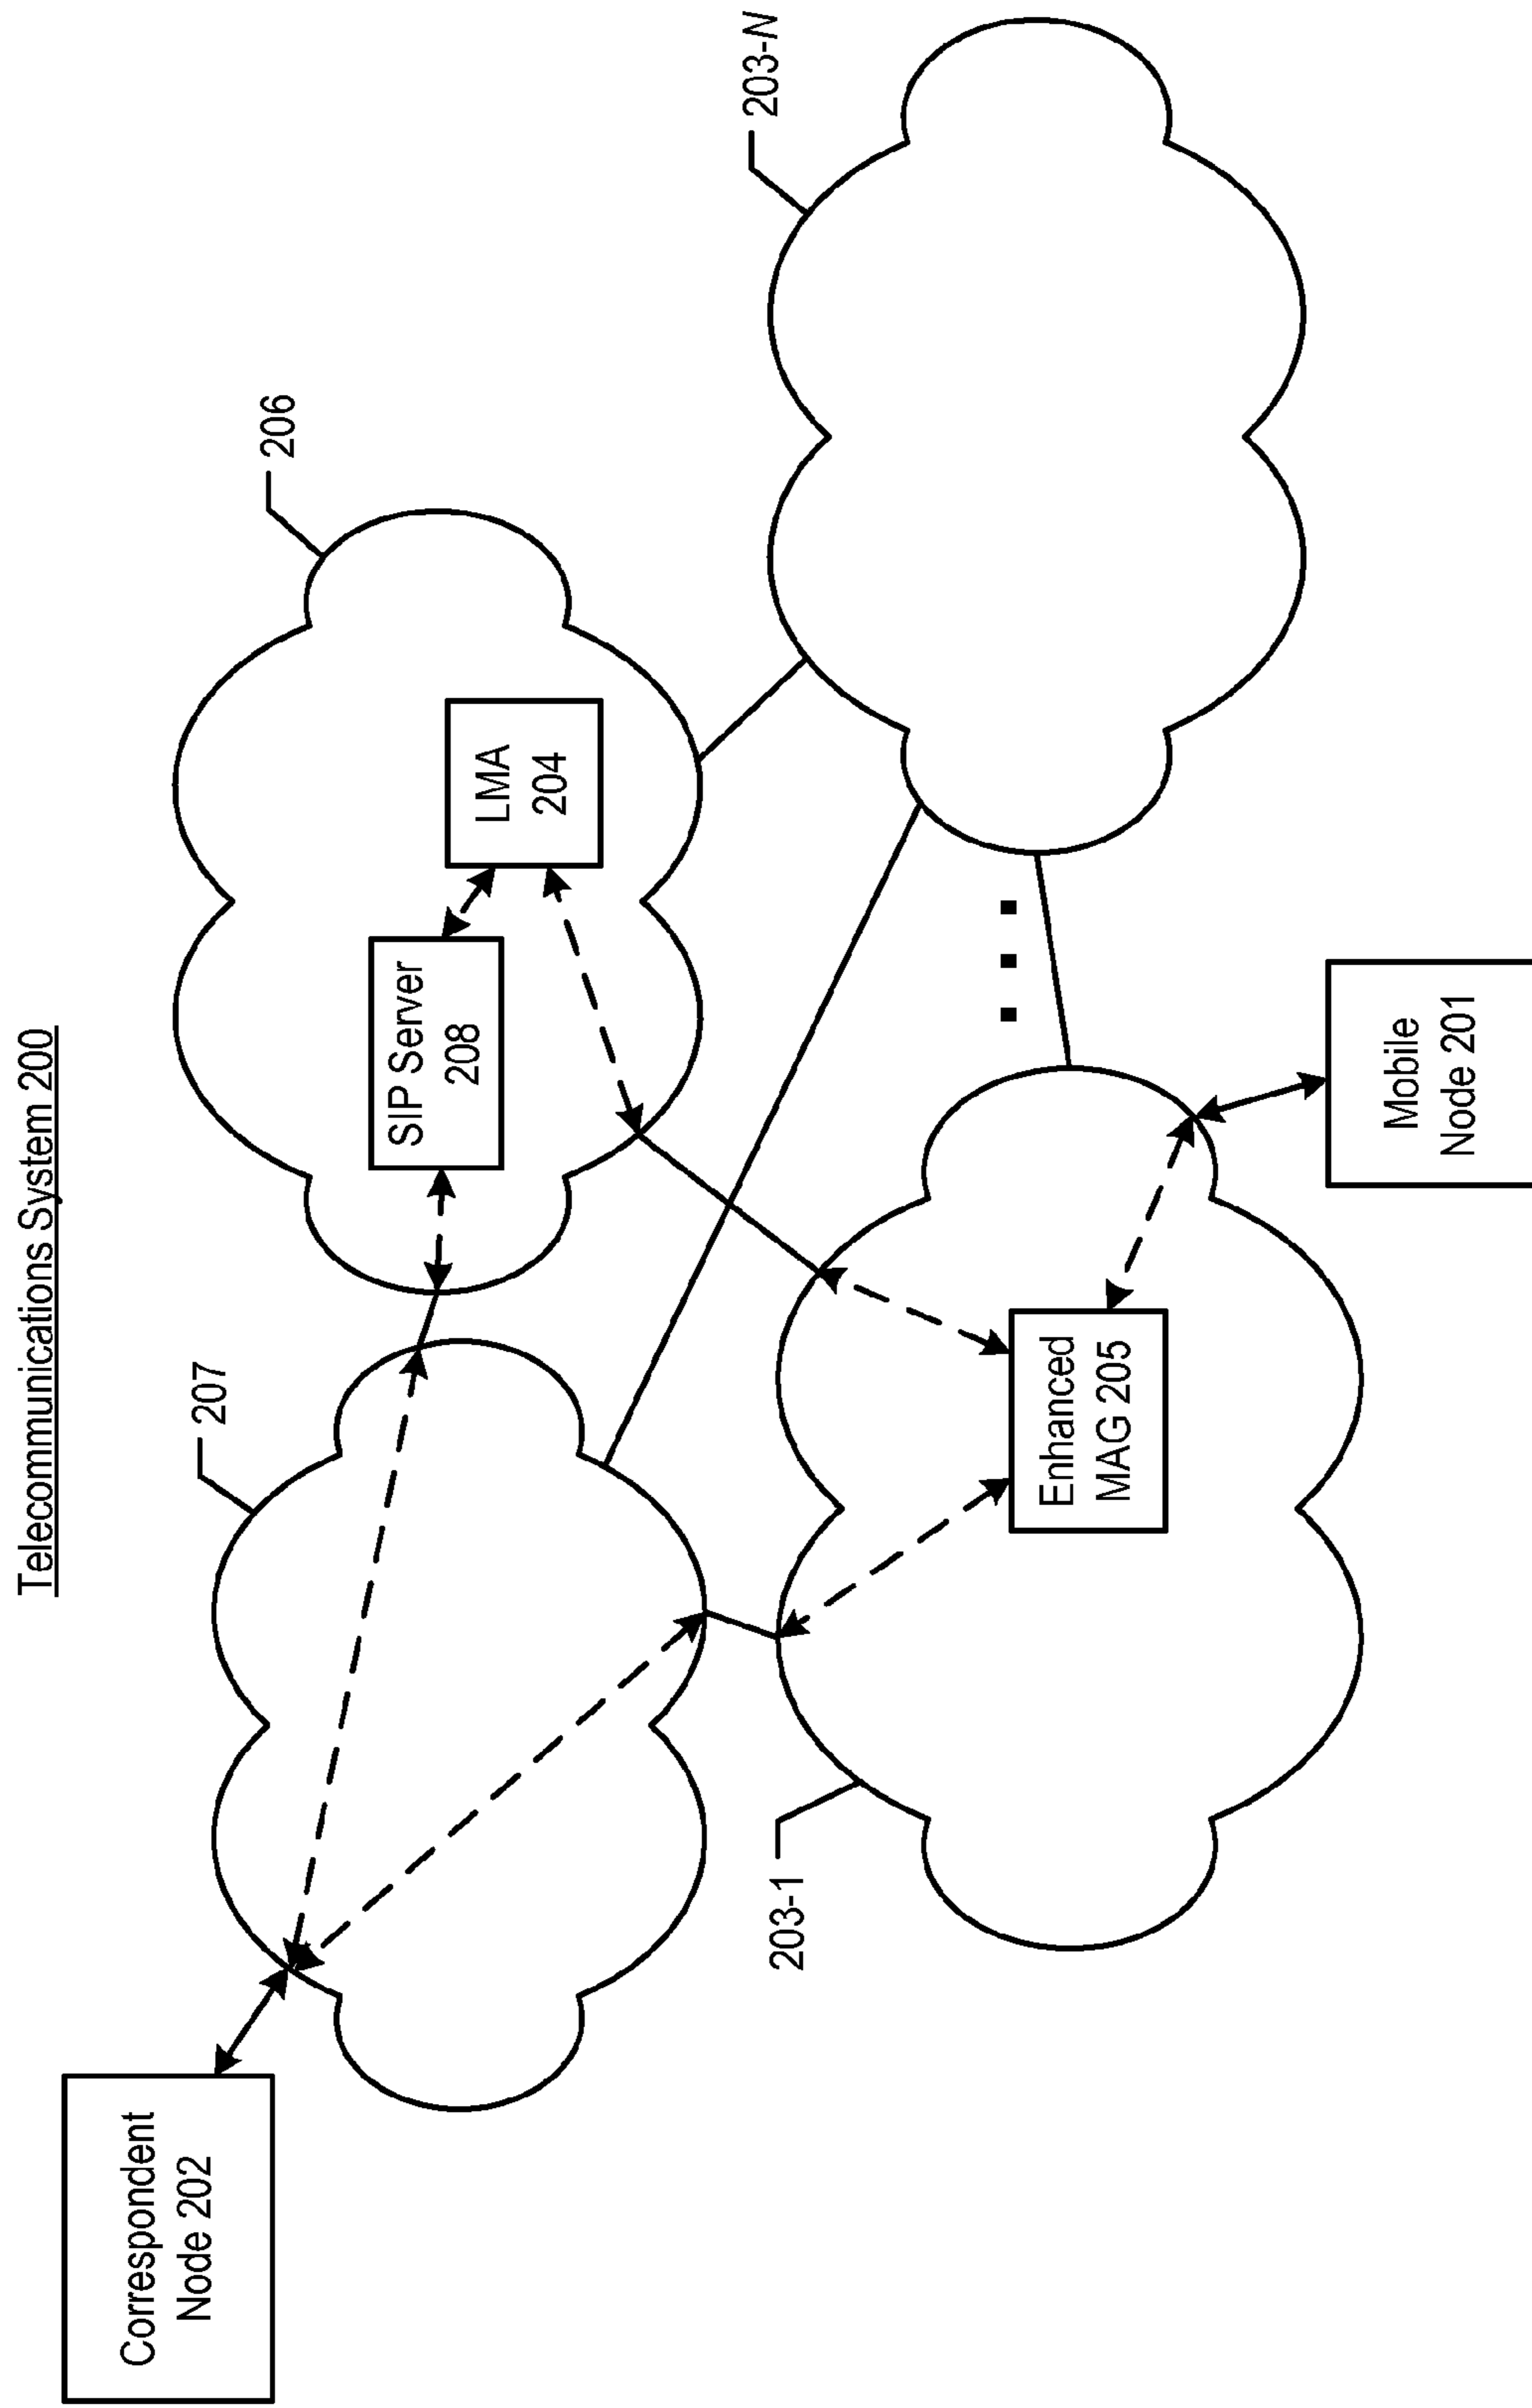 Telecommunications System 200
Correspondent
Node 202
207
206
SIP Server
208
LMA
204
203-1
Enhanced
MAG 205
203-N
Mobile
Node 201